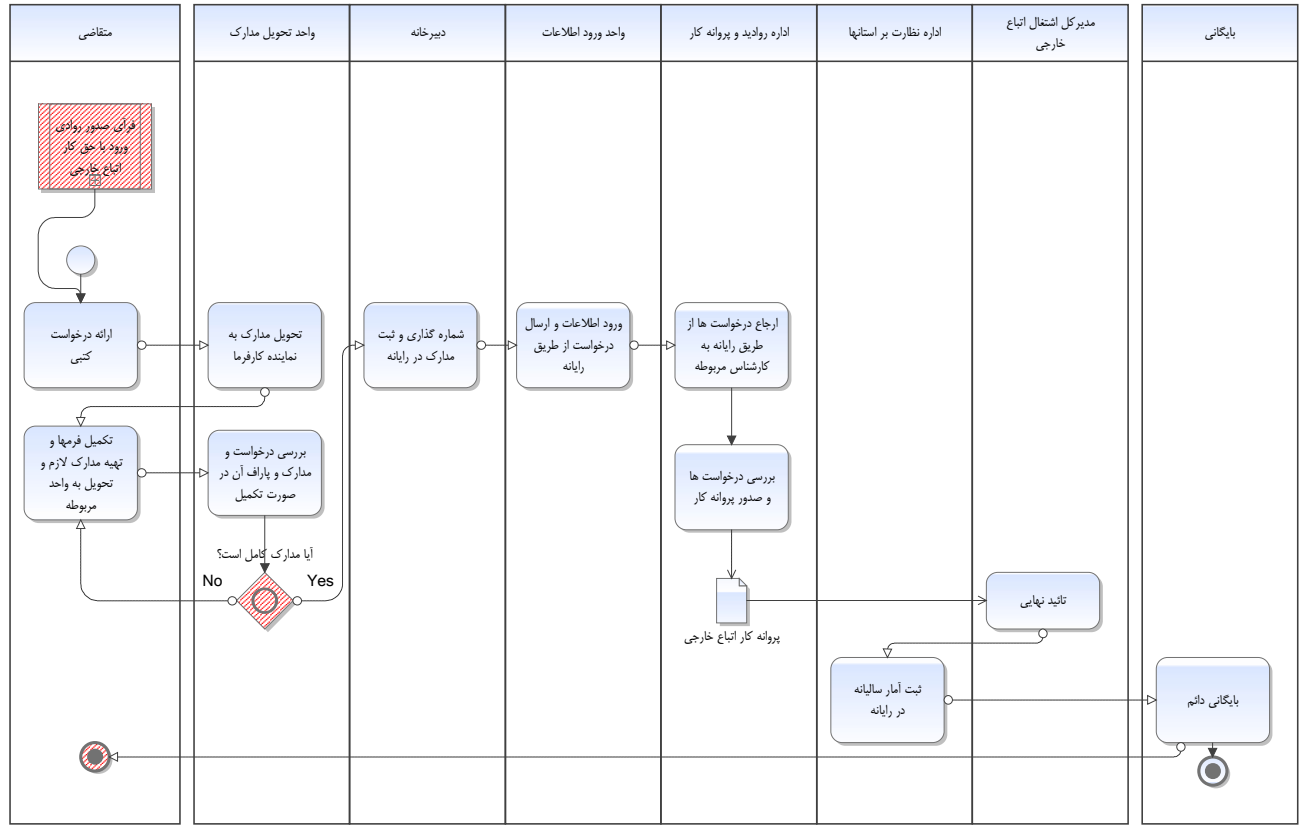 متقاضی
واحد تحویل مدارک
دبیرخانه
واحد ورود اطلاعات
اداره روادید و پروانه کار
اداره نظارت بر استانها
مدیرکل اشتغال اتباع
خارجی
بایگانی
فرآی صدور روادی
ورود با حق کار
اتباع خارجی
ارائه درخواست
کتبی
تحویل مدارک به
نماینده کارفرما
شماره گذاری و ثبت
مدارک در رایانه
ورود اطلاعات و ارسال
درخواست از طریق
رایانه
ارجاع درخواست ها از
طریق رایانه به
کارشناس مربوطه
تکمیل فرمها و
تهیه مدارک لازم و
تحویل به واحد
مربوطه
بررسی درخواست و
مدارک و پاراف آن در
صورت تکمیل
بررسی درخواست ها
و صدور پروانه کار
آیا مدارک کامل است؟
No
Yes
پروانه کار اتباع خارجی
تائید نهایی
ثبت آمار سالیانه
در رایانه
بایگانی دائم